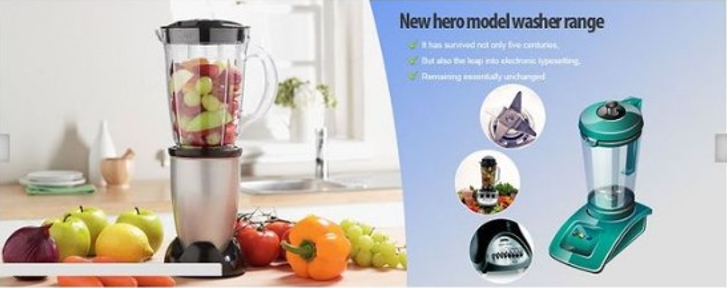 New hero model washer range
It has survived not only five centuries,
But also the leap into electronic typesetting,
Remaining essentially unchanged